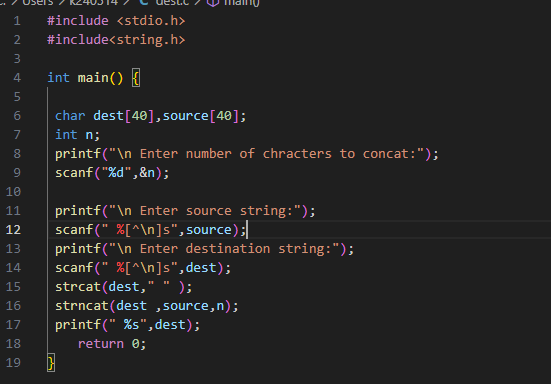 Users > k240514 > C dest.c > main()
1 #include <stdio.h>
2 #include<string.h>
3
4 int main() {
5
6 char dest[40],source[40];
7 int n;
8 printf("\n Enter number of chracters to concat:");
9 scanf("%d",&n);
10
11 printf("\n Enter source string:");
12 scanf(" %[^\n]s",source);
13 printf("\n Enter destination string:");
14 scanf(" %[^\n]s",dest);
15 strcat(dest," " );
16 strncat(dest ,source,n);
17 printf(" %s",dest);
18 return 0;
19 }